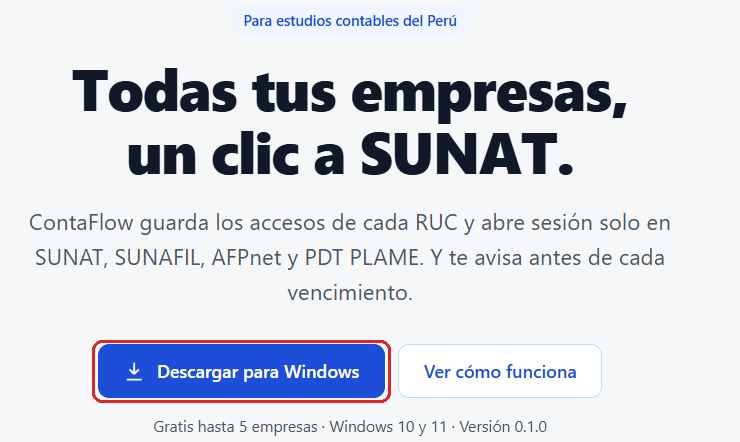 Para estudios contables del Perú
Todas tus empresas,
un clic a SUNAT.
ContaFlow guarda los accesos de cada RUC y abre sesión solo en
SUNAT, SUNAFIL, AFPnet y PDT PLAME. Y te avisa antes de cada
vencimiento.
Descargar para Windows
Ver cómo funciona
Gratis hasta 5 empresas · Windows 10 y 11 · Versión 0.1.0